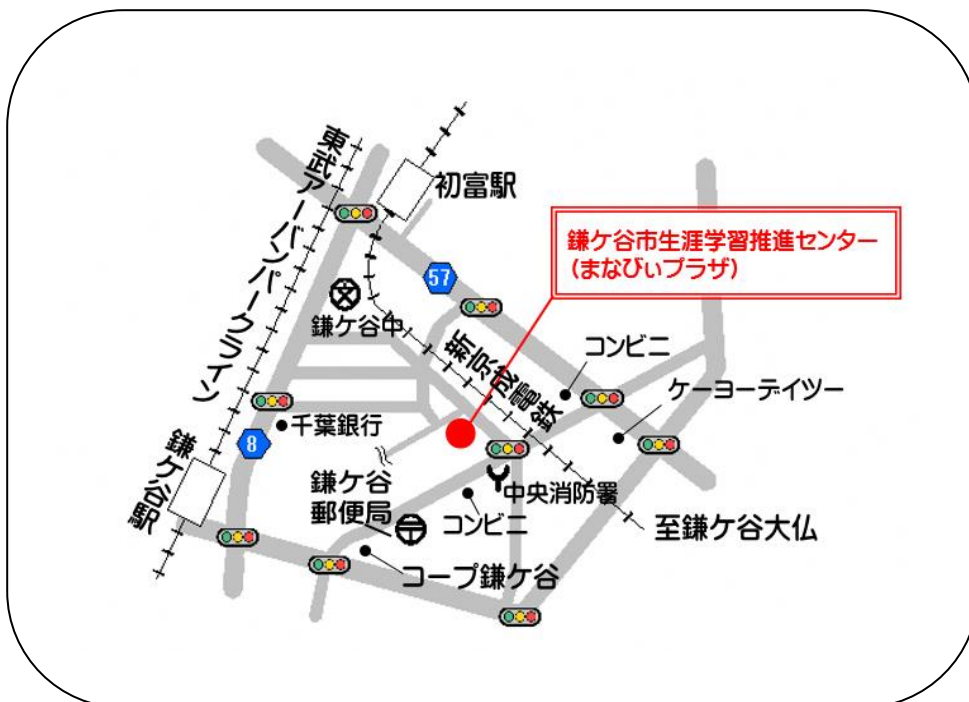 東武アーバンパークライン
初富駅
鎌ケ谷市生涯学習推進センター
(まなびぃプラザ)
57
鎌ケ谷中
新京成電鉄
コンビニ
ケーヨーデイツー
千葉銀行
8
鎌ケ谷駅
鎌ケ谷
郵便局
中央消防署
コンビニ
至鎌ケ谷大仏
コープ鎌ケ谷